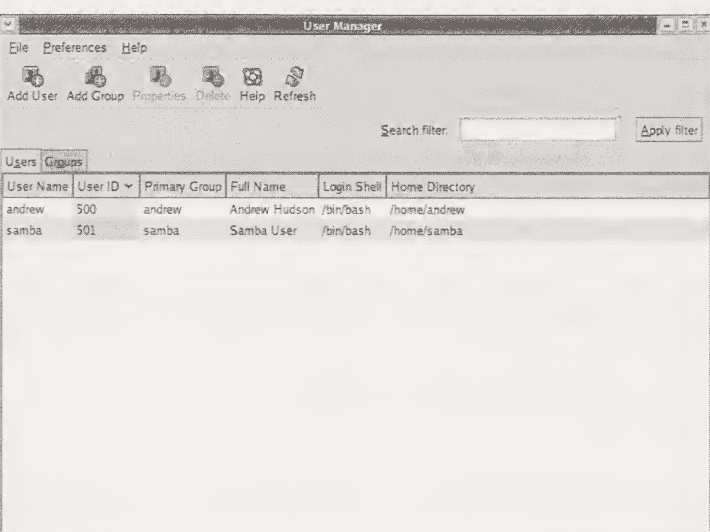 User Manager
File Preferences Help
Add User Add Group Properties Delete Help Refresh
Search filter: Apply filter
Users Groups
User Name User ID Primary Group Full Name Login Shell Home Directory
andrew 500 andrew Andrew Hudson /bin/bash /home/andrew
samba 501 samba Samba User /bin/bash /home/samba